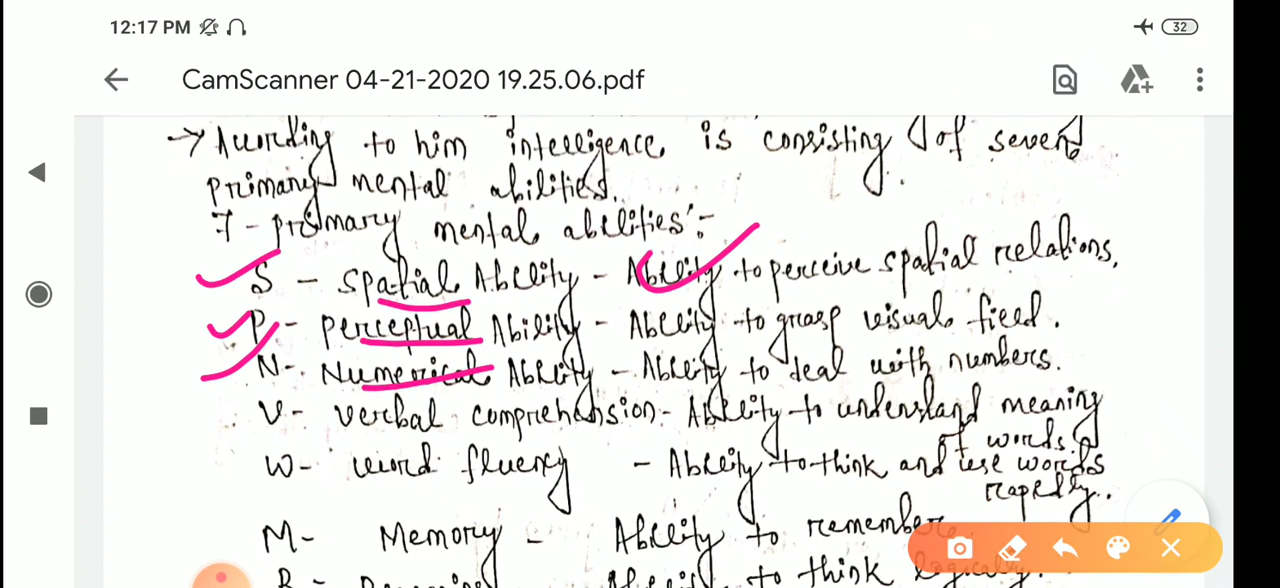 12:17 PM
32
CamScanner 04-21-2020 19.25.06.pdf
→ According to him intelligence is consisting of seven
primary mental abilities.
7 - primary mental abilities:-
S - Spatial Ability - Ability to perceive spatial relations.
P - Perceptual Ability - Ability to grasp visual field.
N - Numerical Ability - Ability to deal with numbers.
V - verbal comprehension - Ability to understand meaning
of words
W - word fluency - Ability to think and use words
rapedly.
M - Memory - Ability to remember
R - Ability to think logically.